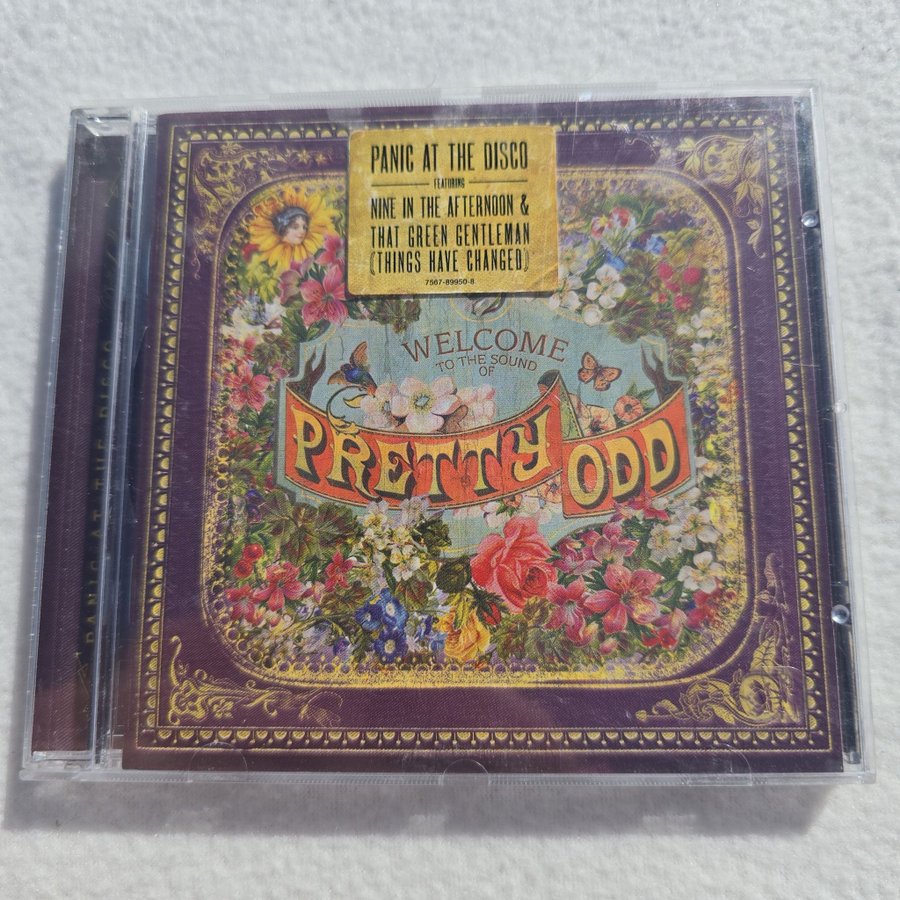 PANIC AT THE DISCO
FEATURING
NINE IN THE AFTERNOON &
THAT GREEN GENTLEMAN
(THINGS HAVE CHANGED)
7567-89950-8
WELCOME
TO THE SOUND
OF
PRETTY
ODD
PANIC AT THE DISCO